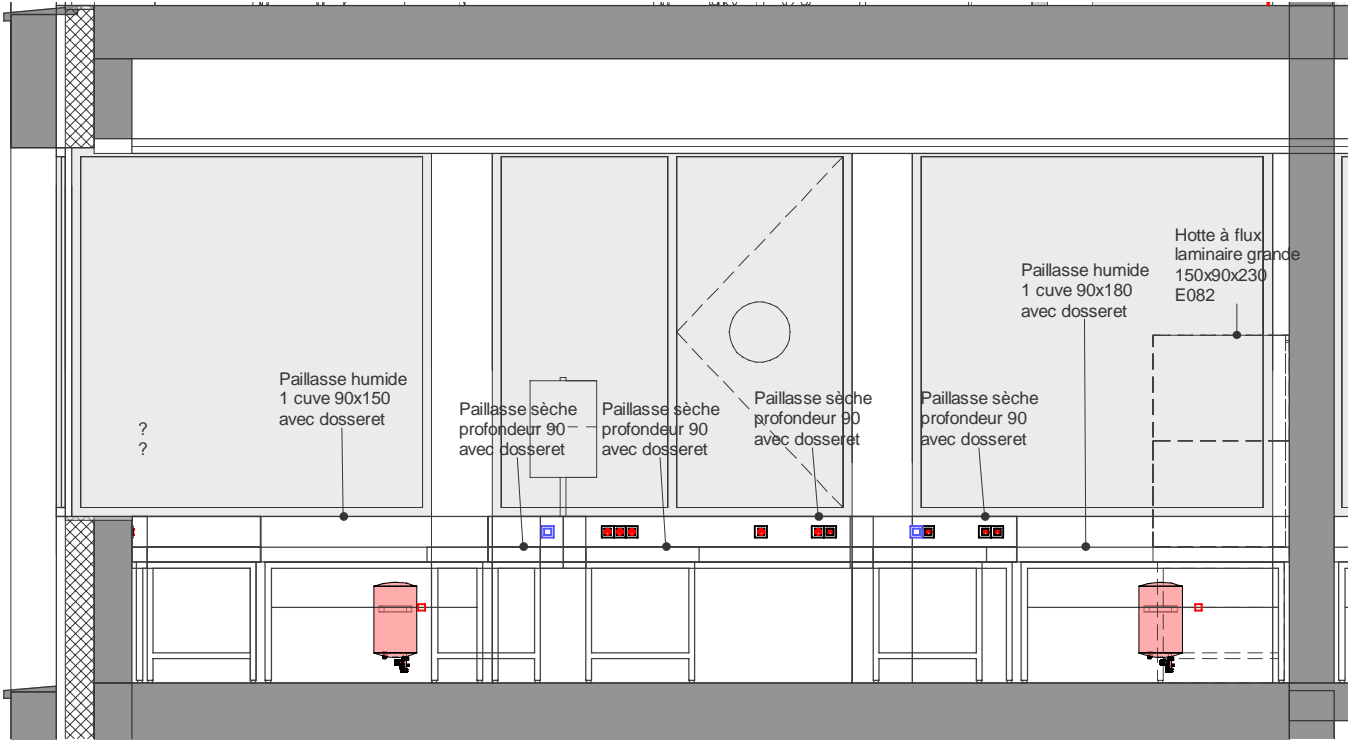 Hotte à flux
laminaire grande
150x90x230
E082
Paillasse humide
1 cuve 90x180
avec dosseret
Paillasse humide
1 cuve 90x150
avec dosseret
Paillasse sèche
profondeur 90
avec dosseret
Paillasse sèche
profondeur 90
avec dosseret
Paillasse sèche
profondeur 90
avec dosseret
Paillasse sèche
profondeur 90
avec dosseret
?
?